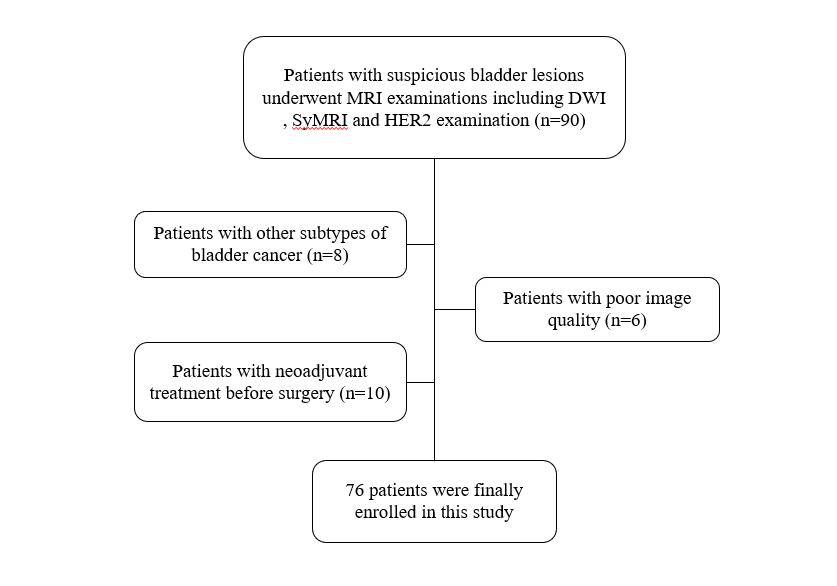 Patients with suspicious bladder lesions
underwent MRI examinations including DWI
, SyMRI and HER2 examination (n=90)
Patients with other subtypes of
bladder cancer (n=8)
Patients with poor image
quality (n=6)
Patients with neoadjuvant
treatment before surgery (n=10)
76 patients were finally
enrolled in this study